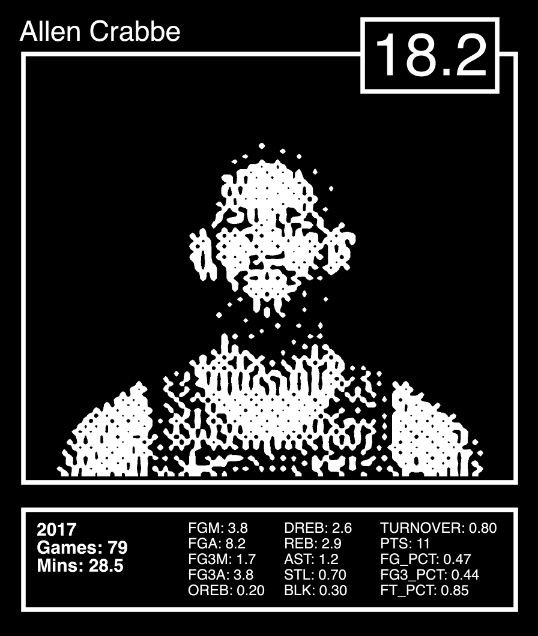 Allen Crabbe
18.2
2017
Games: 79
Mins: 28.5
FGM: 3.8
FGA: 8.2
FG3M: 1.7
FG3A: 3.8
OREB: 0.20
DREB: 2.6
REB: 2.9
AST: 1.2
STL: 0.70
BLK: 0.30
TURNOVER: 0.80
PTS: 11
FG_PCT: 0.47
FG3_PCT: 0.44
FT_PCT: 0.85